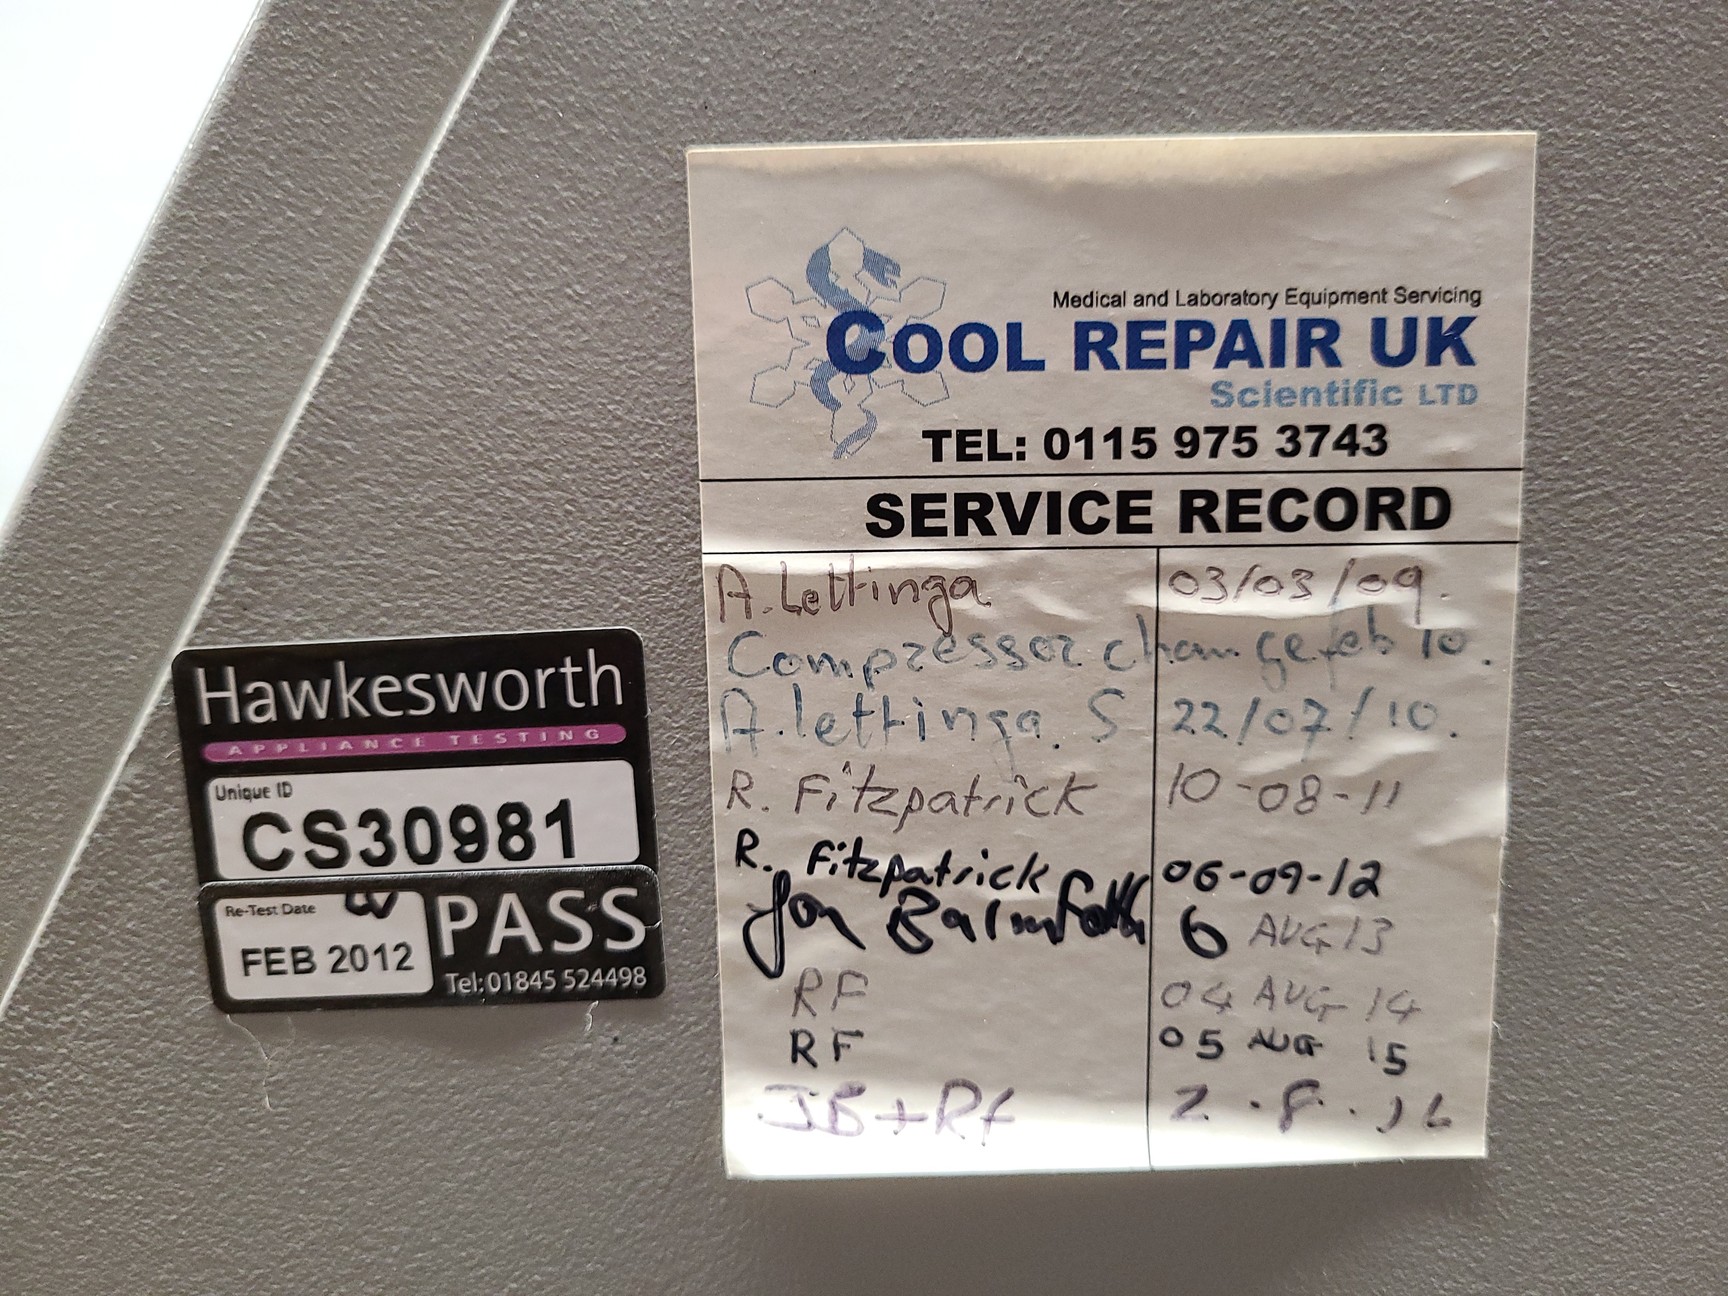 Hawkesworth
APPLIANCE TESTING
Unique ID
CS30981
Re-Test Date
FEB 2012
PASS
Tel:01845 524498
Medical and Laboratory Equipment Servicing
COOL REPAIR UK
Scientific LTD
TEL: 0115 975 3743
SERVICE RECORD
A. Lettinga 03/03/09.
Compressor change feb 10.
A. lettinga. S 22/07/10.
R. Fitzpatrick 10-08-11
R. Fitzpatrick 06-09-12
Jon 6 AUG 13
RF 04 AUG 14
RF 05 AUG 15
JB + RF 2.8.16